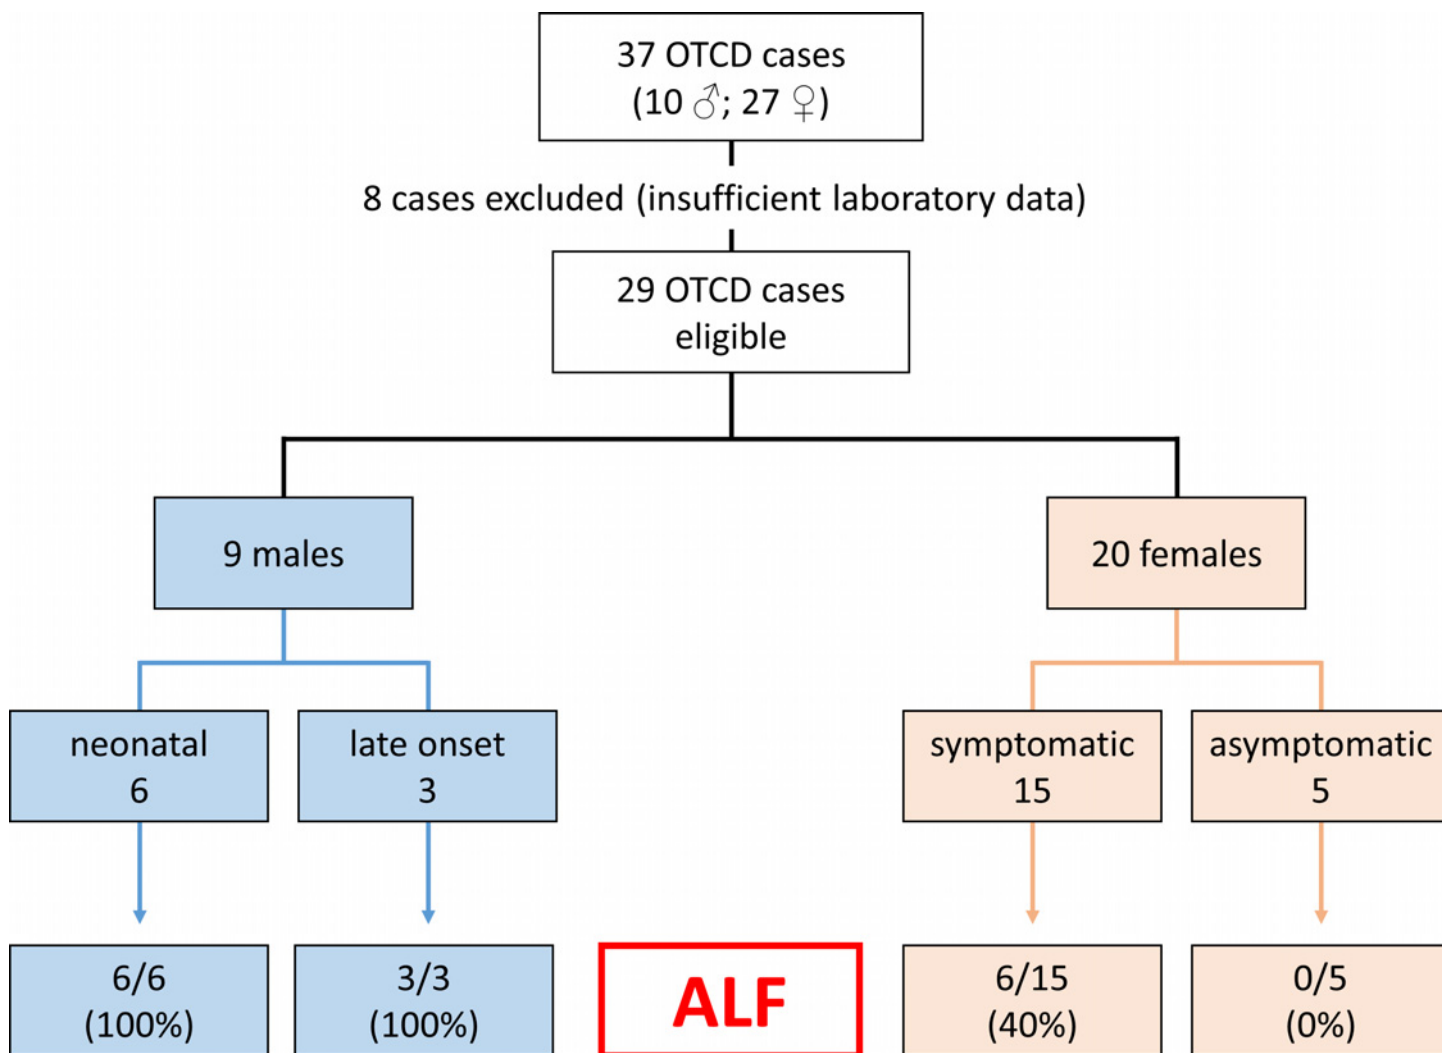 37 OTCD cases
(10 ♂; 27 ♀)
8 cases excluded (insufficient laboratory data)
29 OTCD cases
eligible
9 males
20 females
neonatal
6
late onset
3
symptomatic
15
asymptomatic
5
6/6
(100%)
3/3
(100%)
ALF
6/15
(40%)
0/5
(0%)